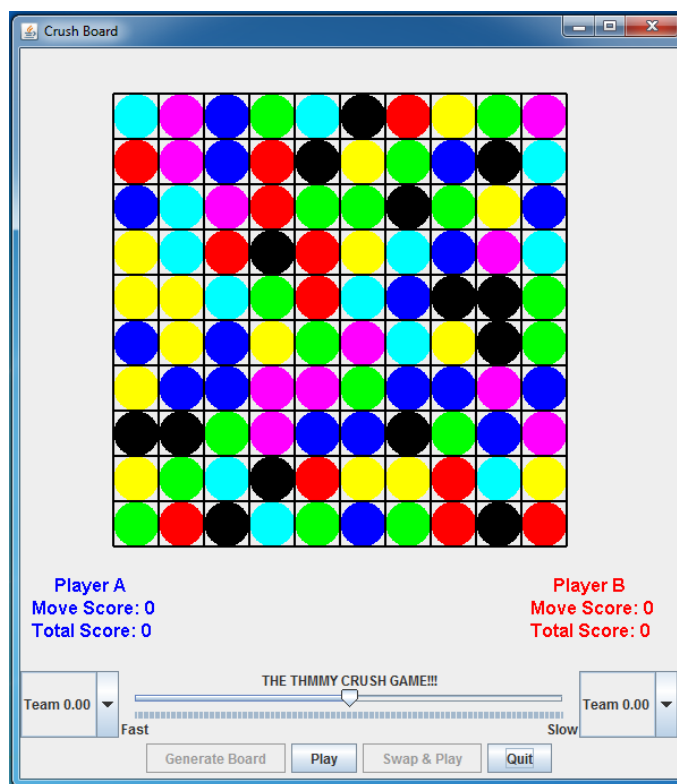 Crush Board
Player A
Move Score: 0
Total Score: 0
Player B
Move Score: 0
Total Score: 0
THE THMMY CRUSH GAME!!!
Team 0.00
Team 0.00
Fast
Slow
Generate Board
Play
Swap & Play
Quit